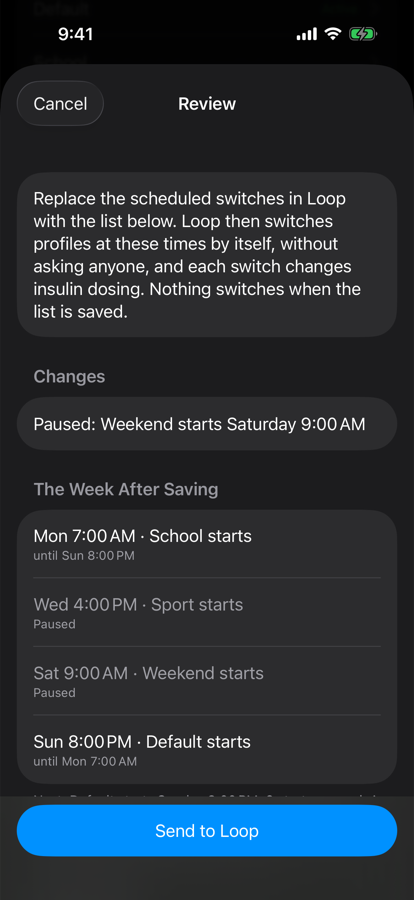 Default
9:41
Cancel
Review
Replace the scheduled switches in Loop
with the list below. Loop then switches
profiles at these times by itself, without
asking anyone, and each switch changes
insulin dosing. Nothing switches when the
list is saved.
Changes
Paused: Weekend starts Saturday 9:00 AM
The Week After Saving
Mon 7:00 AM · School starts
until Sun 8:00 PM
Wed 4:00 PM · Sport starts
Paused
Sat 9:00 AM · Weekend starts
Paused
Sun 8:00 PM · Default starts
until Mon 7:00 AM
Send to Loop